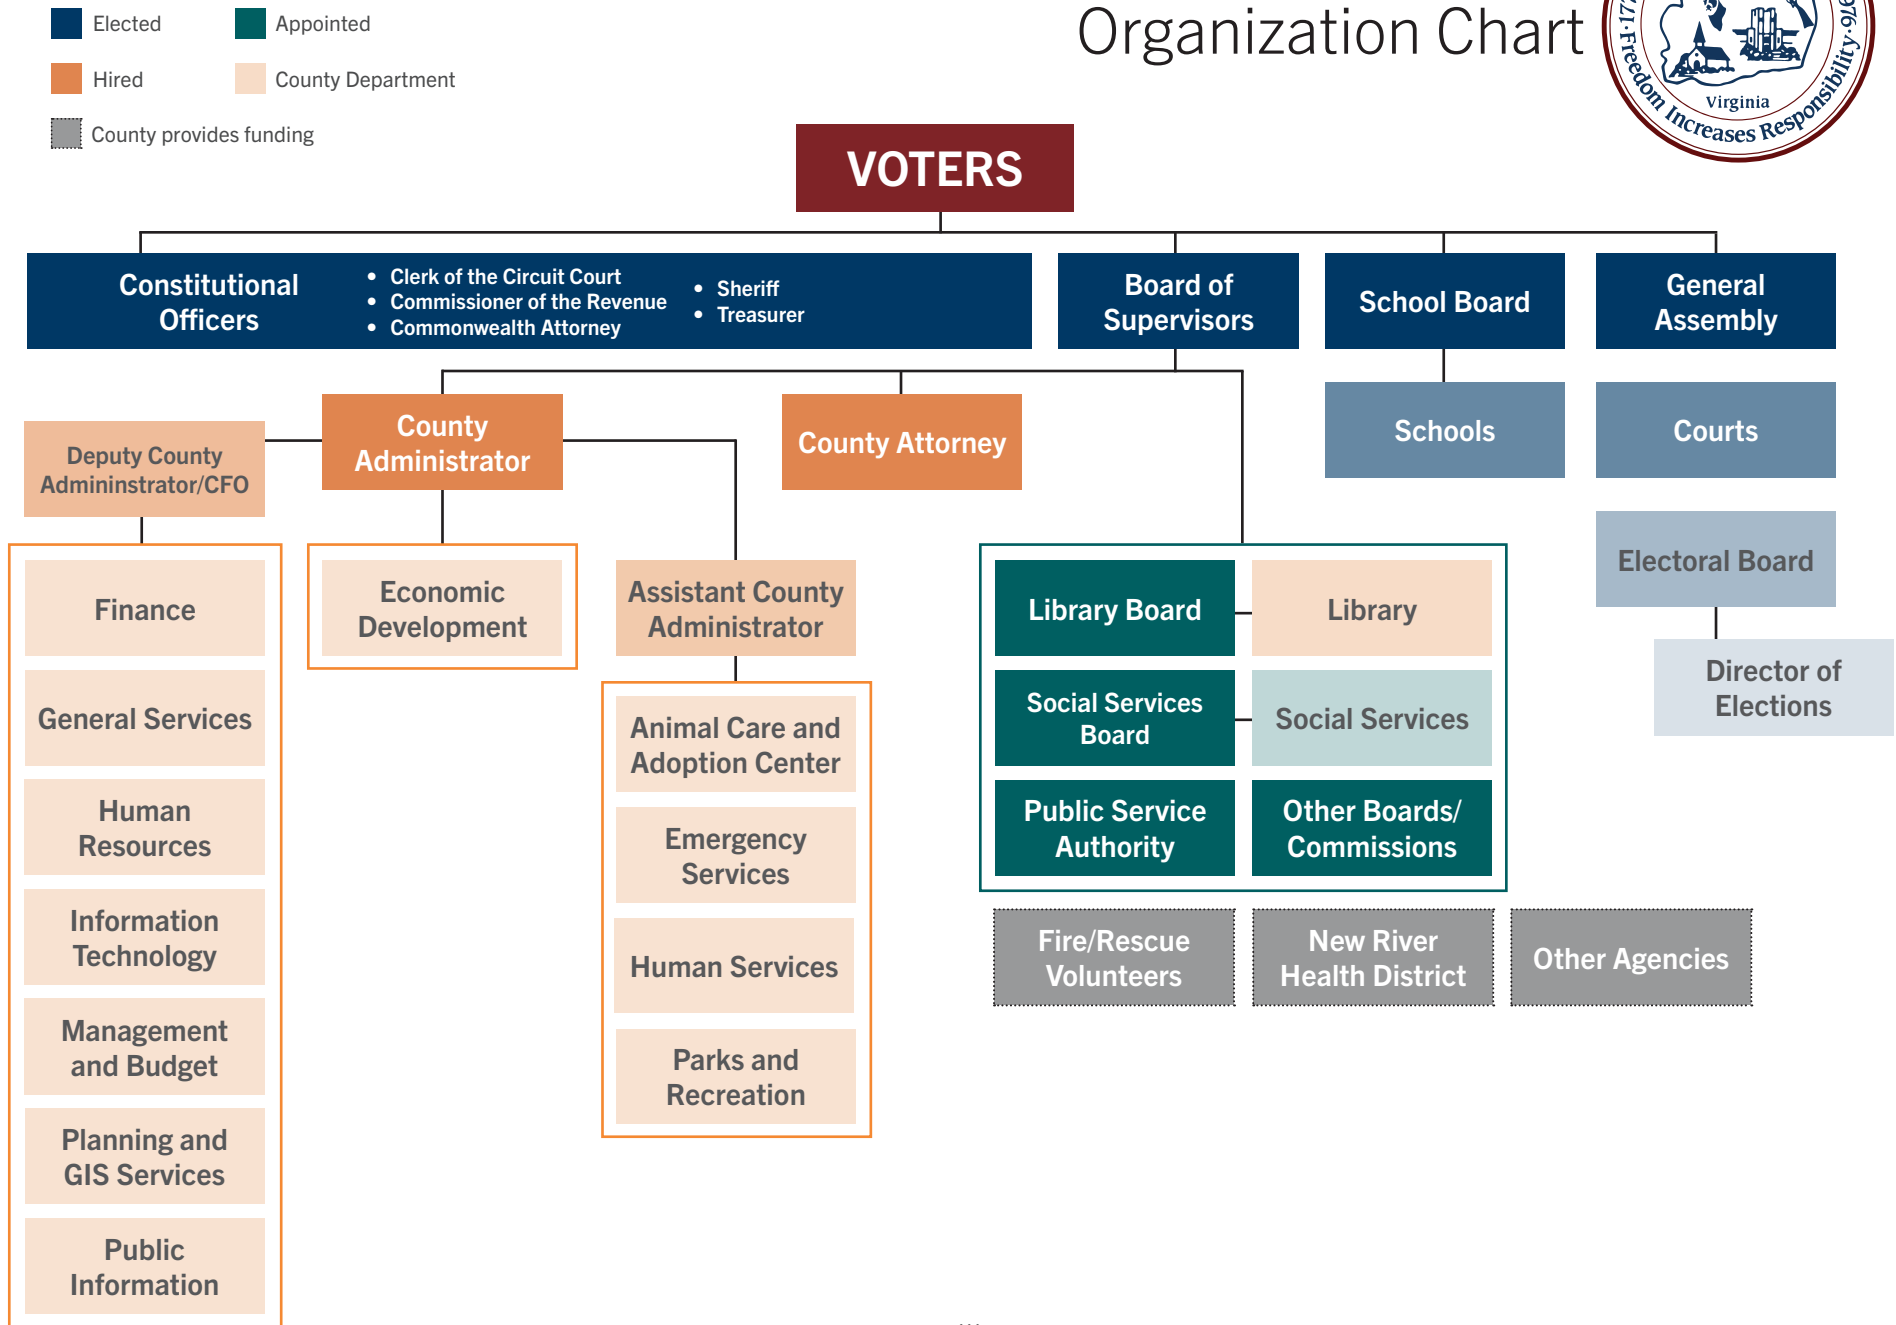 Elected
Appointed
Hired
County Department
County provides funding
Organization Chart
Virginia
Freedom Increases Responsibility
VOTERS
Constitutional
Officers
• Clerk of the Circuit Court
• Commissioner of the Revenue
• Commonwealth Attorney
• Sheriff
• Treasurer
Board of
Supervisors
School Board
General
Assembly
Deputy County
Admininstrator/CFO
County
Administrator
County Attorney
Schools
Courts
Electoral Board
Director of
Elections
Finance
General Services
Human
Resources
Information
Technology
Management
and Budget
Planning and
GIS Services
Public
Information
Economic
Development
Assistant County
Administrator
Animal Care and
Adoption Center
Emergency
Services
Human Services
Parks and
Recreation
Library Board
Library
Social Services
Board
Social Services
Public Service
Authority
Other Boards/
Commissions
Fire/Rescue
Volunteers
New River
Health District
Other Agencies